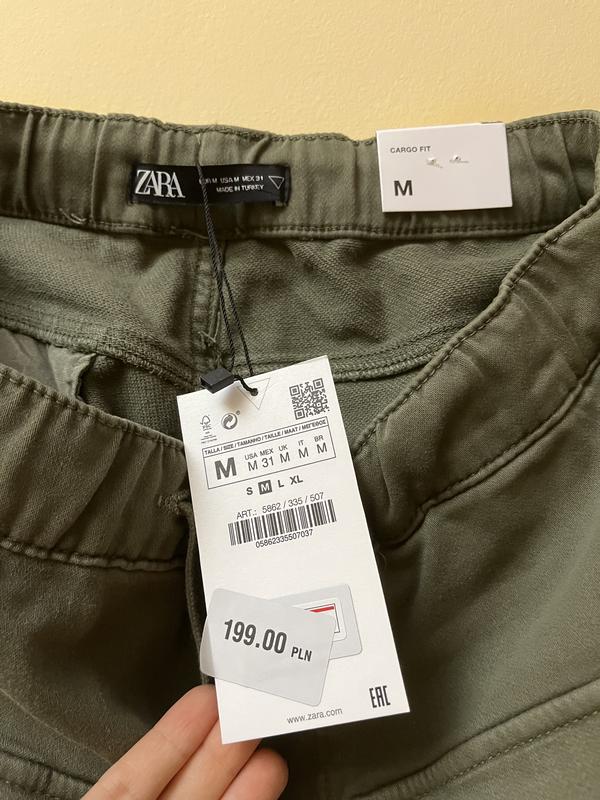 ZARA
EUR M USA M MEX 31
MADE IN TURKEY
CARGO FIT
M
TALLA / SIZE / TAMANHO / TAILLE / MAAT / ΜΕΓΕΘΟΣ
USA MEX UK IT BR
M M 31 M M M
S M L XL
ART.: 5862 / 335 / 507
05862335507037
199.00 PLN
EAC
www.zara.com